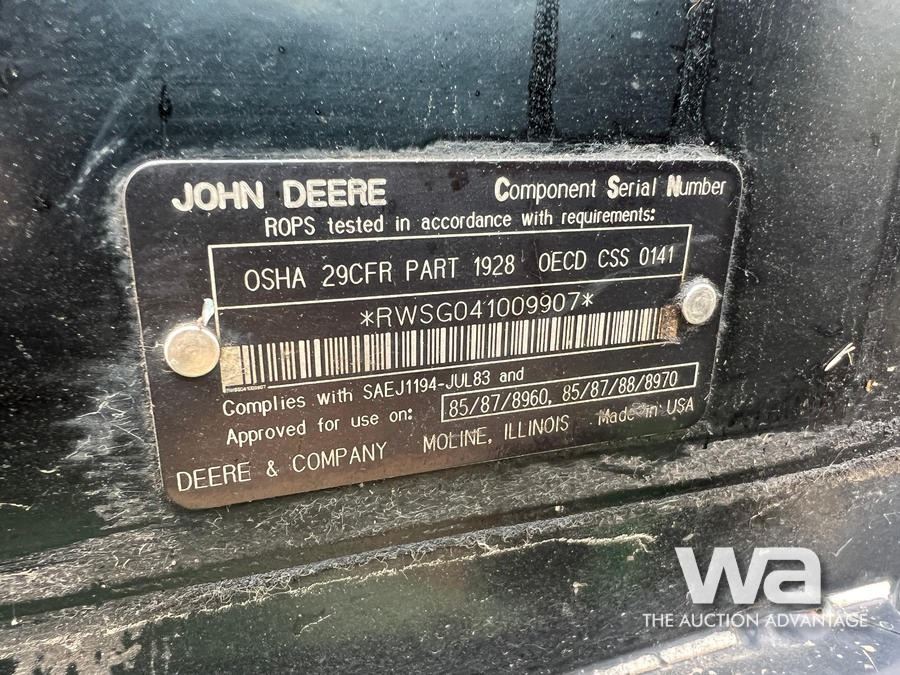 JOHN DEERE Component Serial Number
ROPS tested in accordance with requirements:
OSHA 29CFR PART 1928 OECD CSS 0141
*RWSG041009907*
Complies with SAEJ1194-JUL83 and
Approved for use on: 85/87/8960, 85/87/88/8970
DEERE & COMPANY MOLINE, ILLINOIS Made in USA
wa
THE AUCTION ADVANTAGE